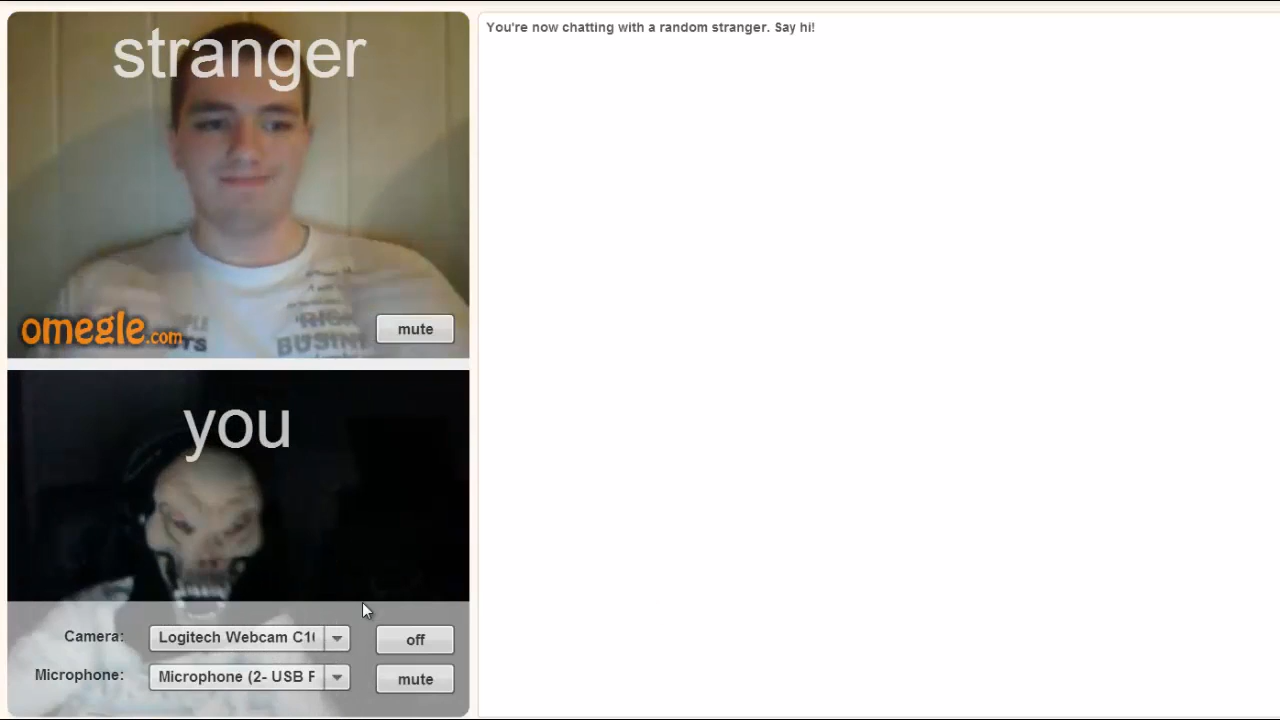 stranger
You're now chatting with a random stranger. Say hi!
BUSINE
omegle.com
mute
you
Camera:
Logitech Webcam C1
off
Microphone:
Microphone (2- USB
mute